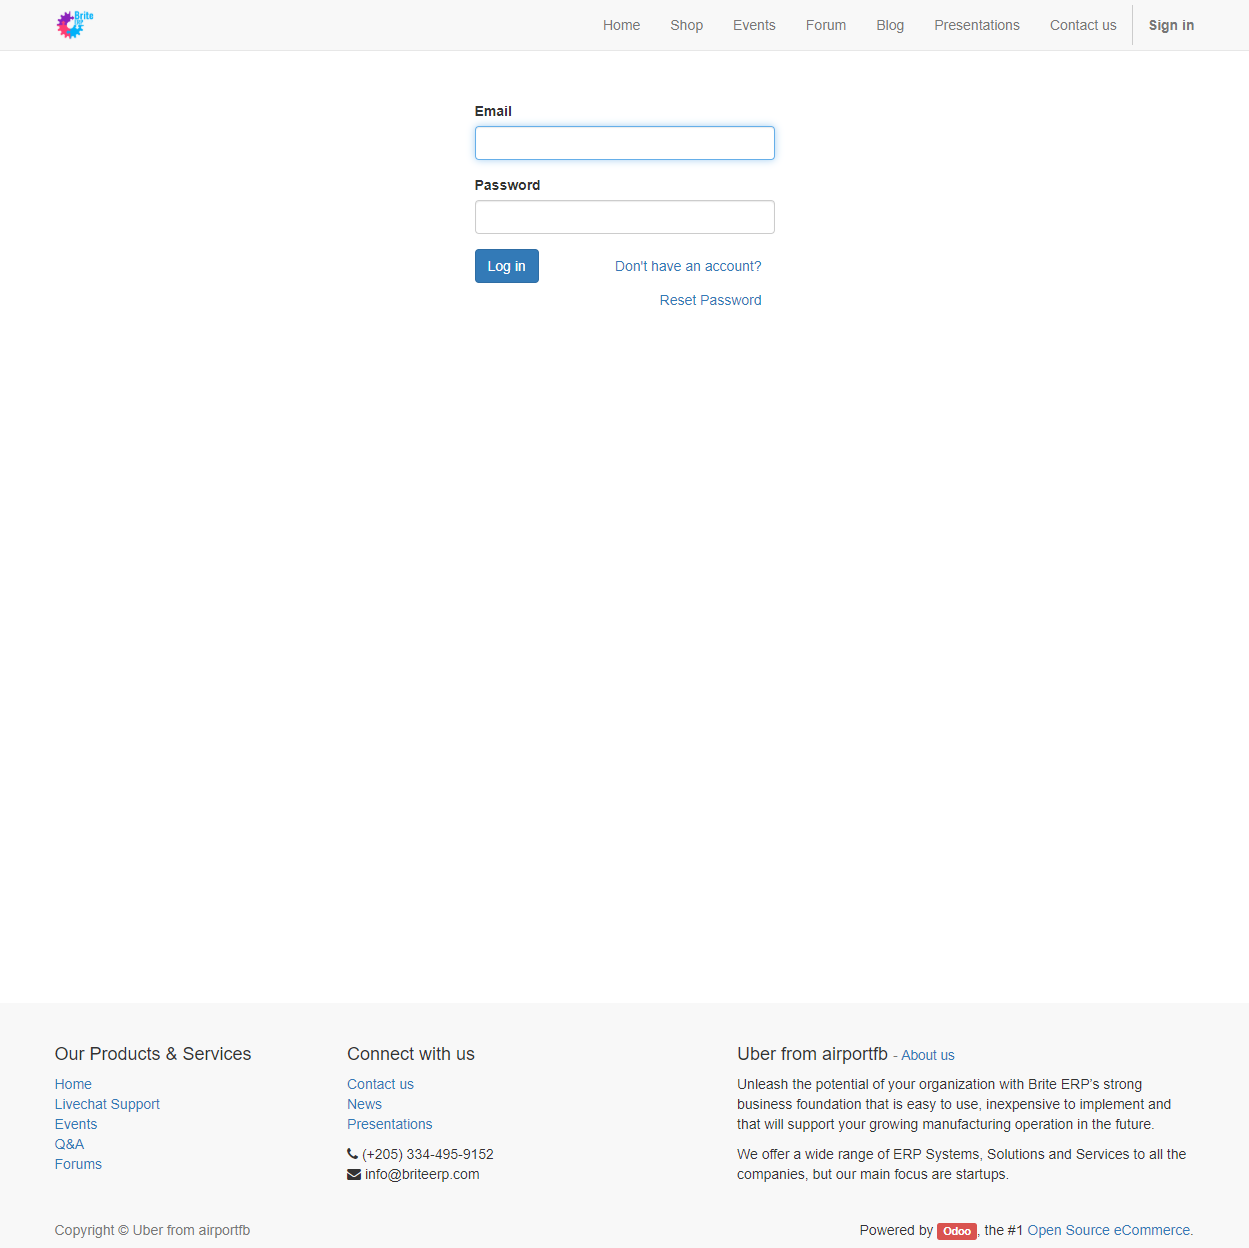 Brite
ERP
Home
Shop
Events
Forum
Blog
Presentations
Contact us
Sign in
Email
Password
Log in
Don't have an account?
Reset Password
Our Products & Services
Home
Livechat Support
Events
Q&A
Forums
Connect with us
Contact us
News
Presentations
(+205) 334-495-9152
info@briteerp.com
Uber from airportfb - About us
Unleash the potential of your organization with Brite ERP's strong
business foundation that is easy to use, inexpensive to implement and
that will support your growing manufacturing operation in the future.
We offer a wide range of ERP Systems, Solutions and Services to all the
companies, but our main focus are startups.
Copyright © Uber from airportfb
Powered by Odoo, the #1 Open Source eCommerce.